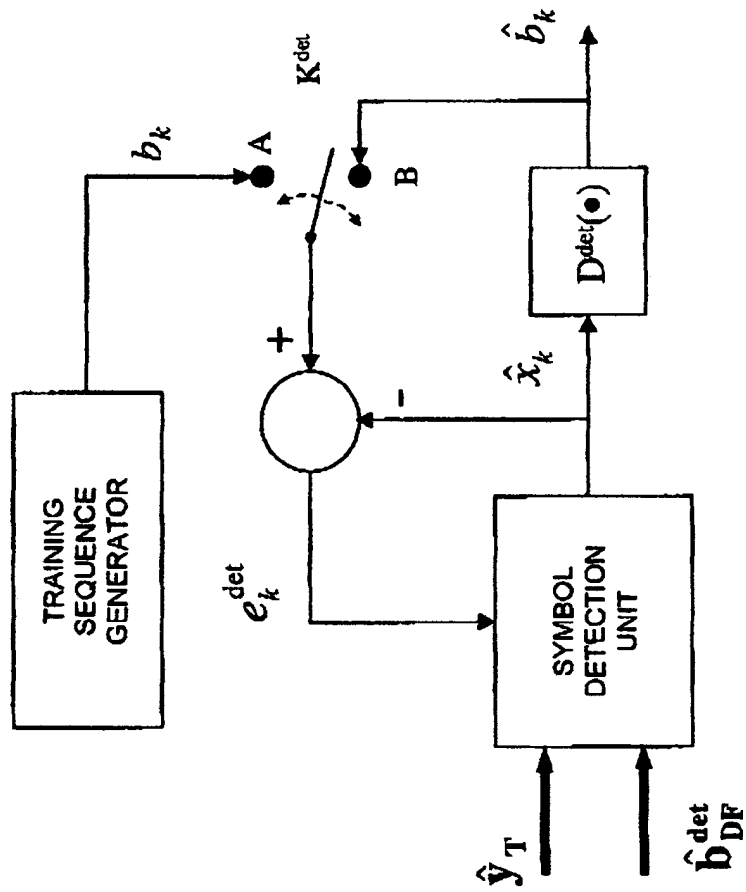 TRAINING
SEQUENCE
GENERATOR
b_k
A
K^det
B
+
-
e_k^det
SYMBOL
DETECTION
UNIT
x̂_k
D^det(•)
b̂_k
ŷ_T
b̂_DF^det